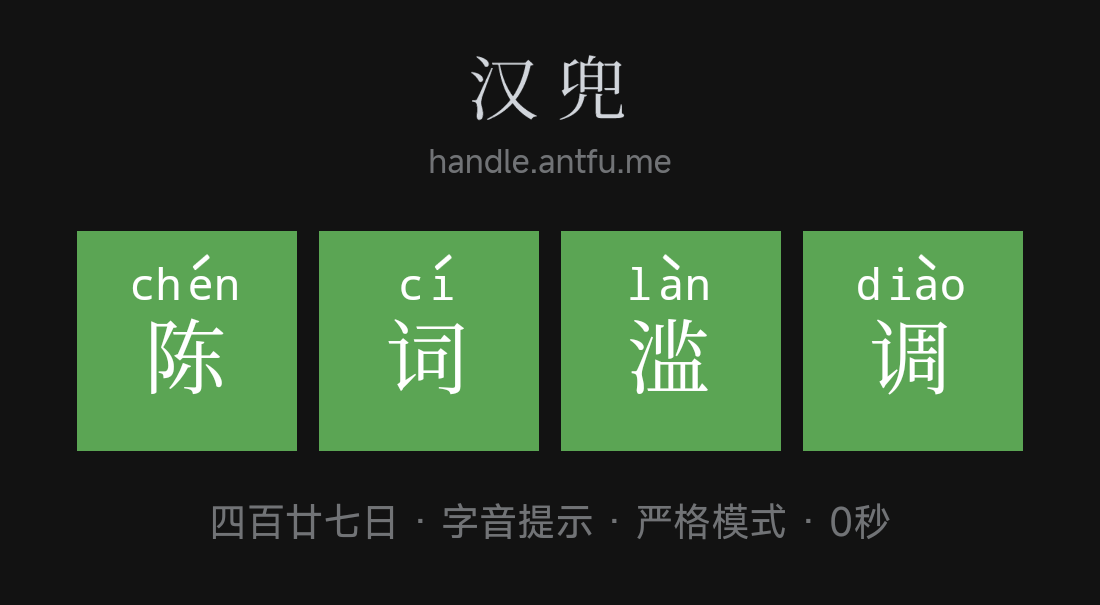 汉兜
handle.antfu.me
chén cí làn diào
陈词滥调
四百廿七日 · 字音提示 · 严格模式 · 0秒